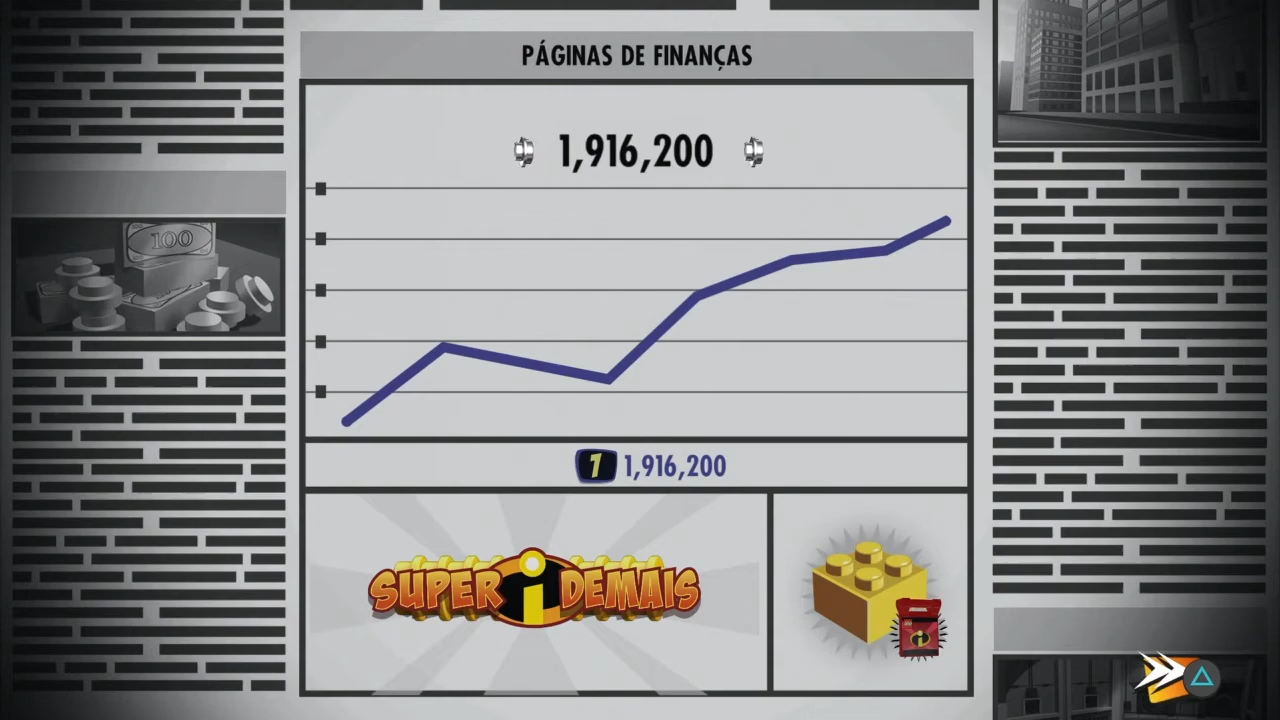 PÁGINAS DE FINANÇAS
1,916,200
100
1 1,916,200
SUPER i DEMAIS